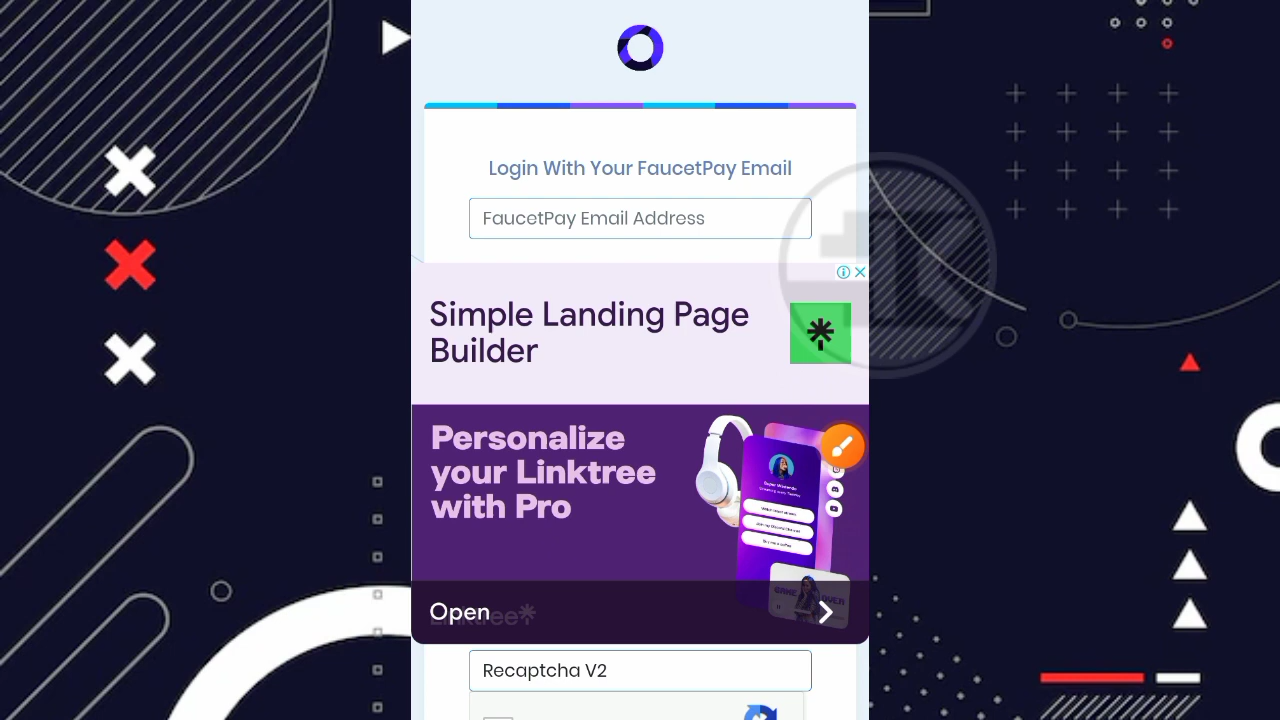 Login With Your FaucetPay Email
FaucetPay Email Address
Simple Landing Page
Builder
Personalize
your Linktree
with Pro
Open
Linktree
Recaptcha V2